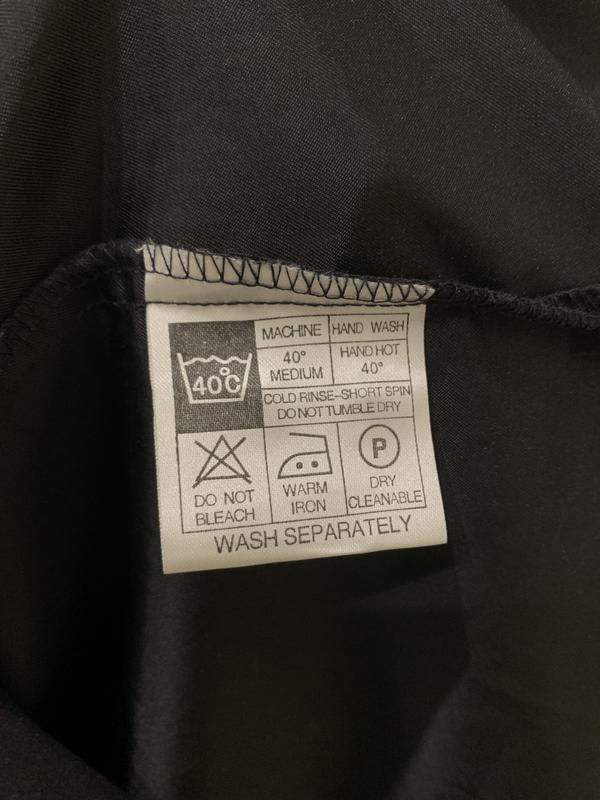 40°C
MACHINE
40°
MEDIUM
HAND WASH
HAND HOT
40°
COLD RINSE-SHORT SPIN
DO NOT TUMBLE DRY
DO NOT
BLEACH
WARM
IRON
P
DRY
CLEANABLE
WASH SEPARATELY